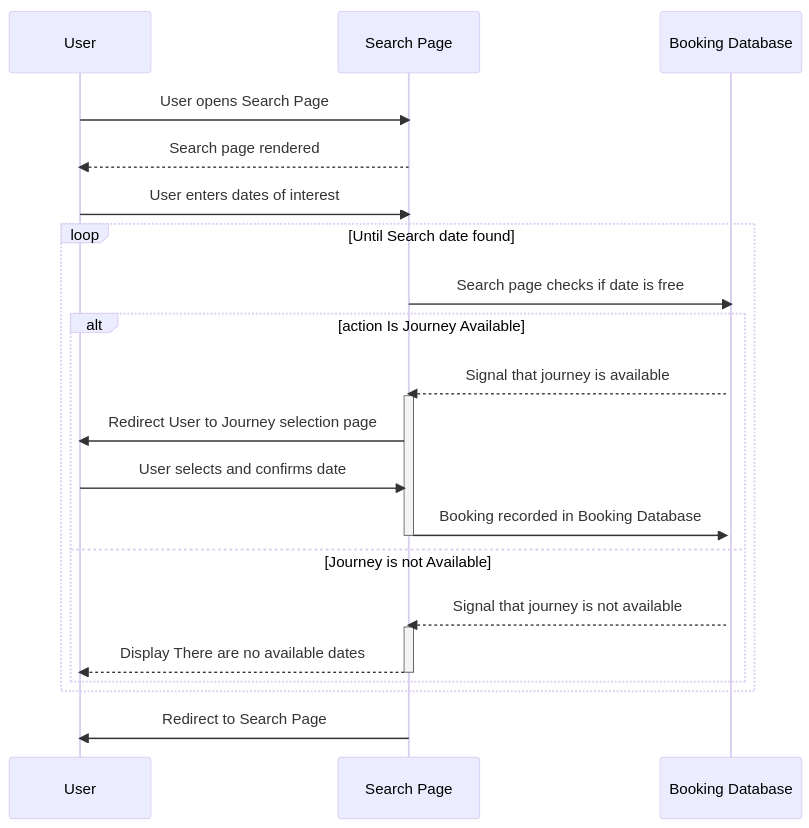 User
Search Page
Booking Database
User opens Search Page
Search page rendered
User enters dates of interest
loop
[Until Search date found]
Search page checks if date is free
alt
[action Is Journey Available]
Signal that journey is available
Redirect User to Journey selection page
User selects and confirms date
Booking recorded in Booking Database
[Journey is not Available]
Signal that journey is not available
Display There are no available dates
Redirect to Search Page
User
Search Page
Booking Database